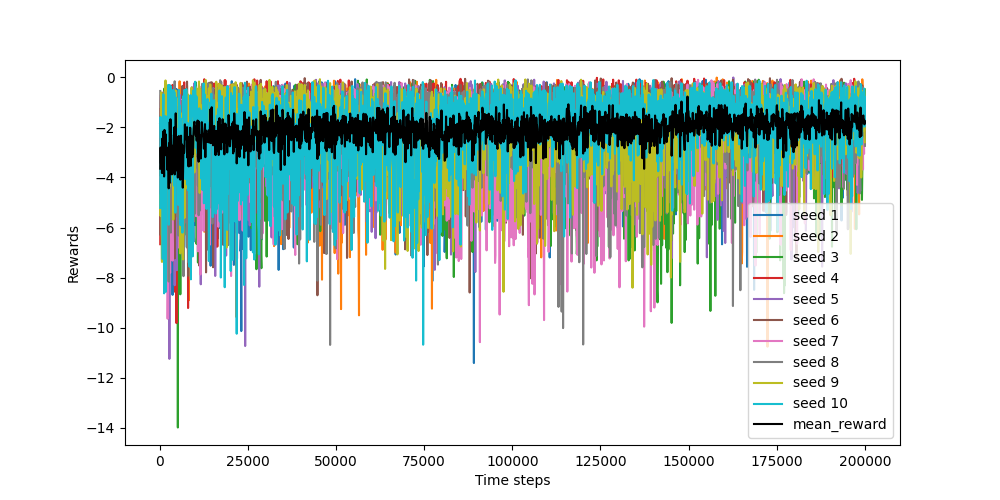 0
−2
−4
−6
−8
−10
−12
−14
Rewards
0
25000
50000
75000
100000
125000
150000
175000
200000
Time steps
seed 1
seed 2
seed 3
seed 4
seed 5
seed 6
seed 7
seed 8
seed 9
seed 10
mean_reward